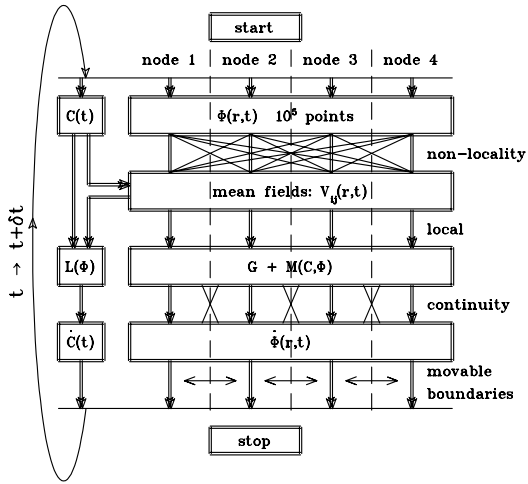 start
node 1 node 2 node 3 node 4
C(t) Φ(r,t) 10⁵ points
non-locality
mean fields: V_ij(r,t)
local
t → t+δt
L(Φ) G + M(C,Φ)
continuity
Ċ(t) Φ̇(r,t)
movable
boundaries
stop